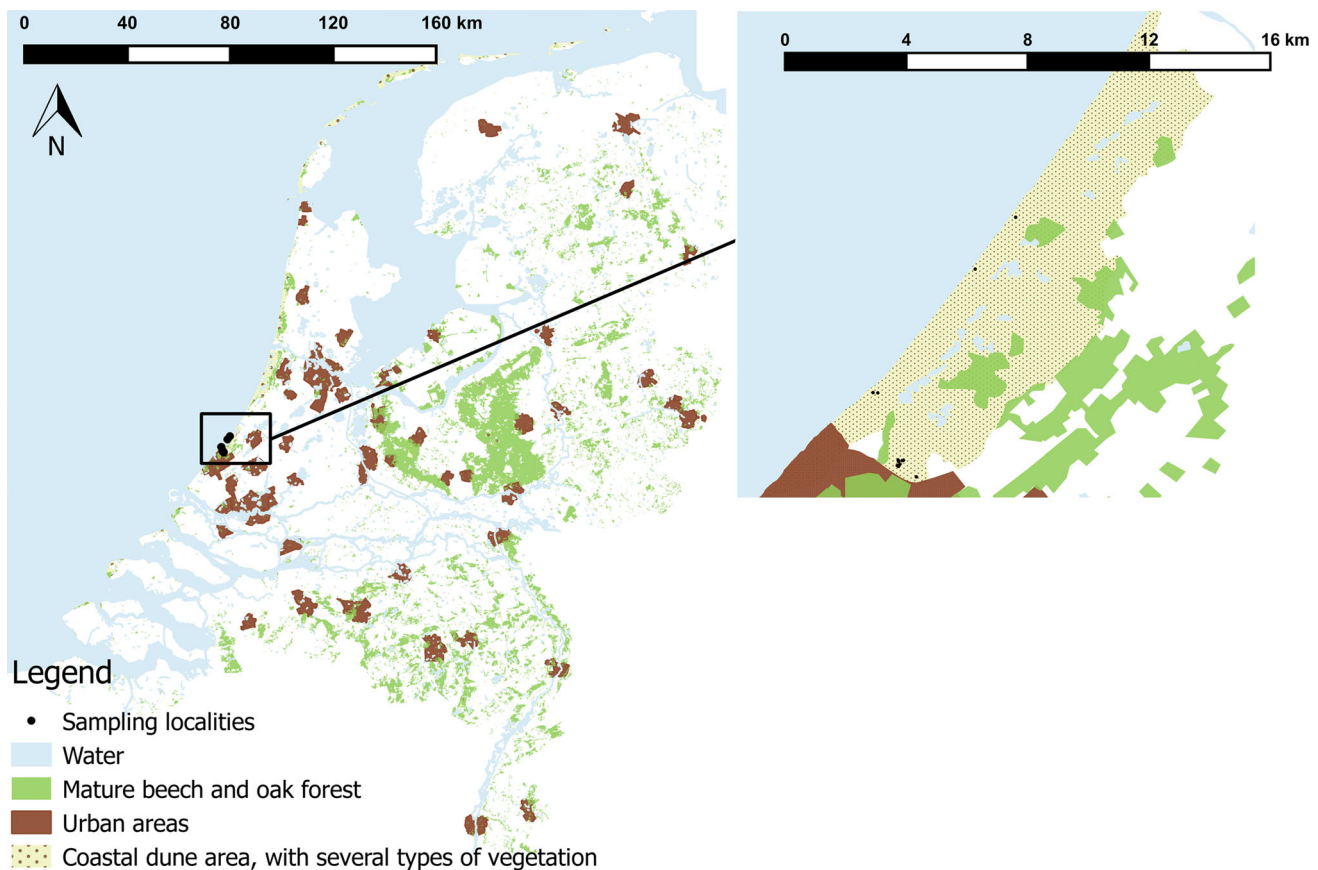 0 40 80 120 160 km
N
0 4 8 12 16 km
Legend
Sampling localities
Water
Mature beech and oak forest
Urban areas
Coastal dune area, with several types of vegetation